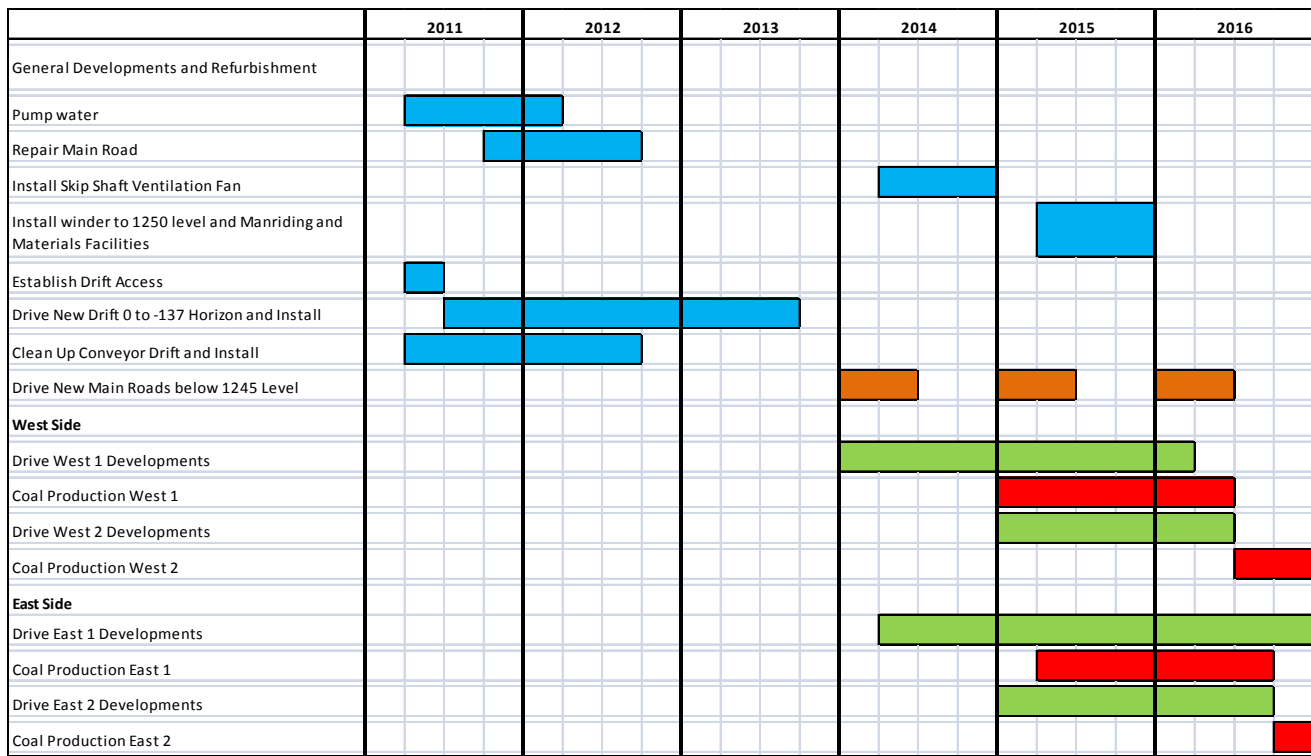 2011 2012 2013 2014 2015 2016
General Developments and Refurbishment
Pump water
Repair Main Road
Install Skip Shaft Ventilation Fan
Install winder to 1250 level and Manriding and
Materials Facilities
Establish Drift Access
Drive New Drift 0 to -137 Horizon and Install
Clean Up Conveyor Drift and Install
Drive New Main Roads below 1245 Level
West Side
Drive West 1 Developments
Coal Production West 1
Drive West 2 Developments
Coal Production West 2
East Side
Drive East 1 Developments
Coal Production East 1
Drive East 2 Developments
Coal Production East 2